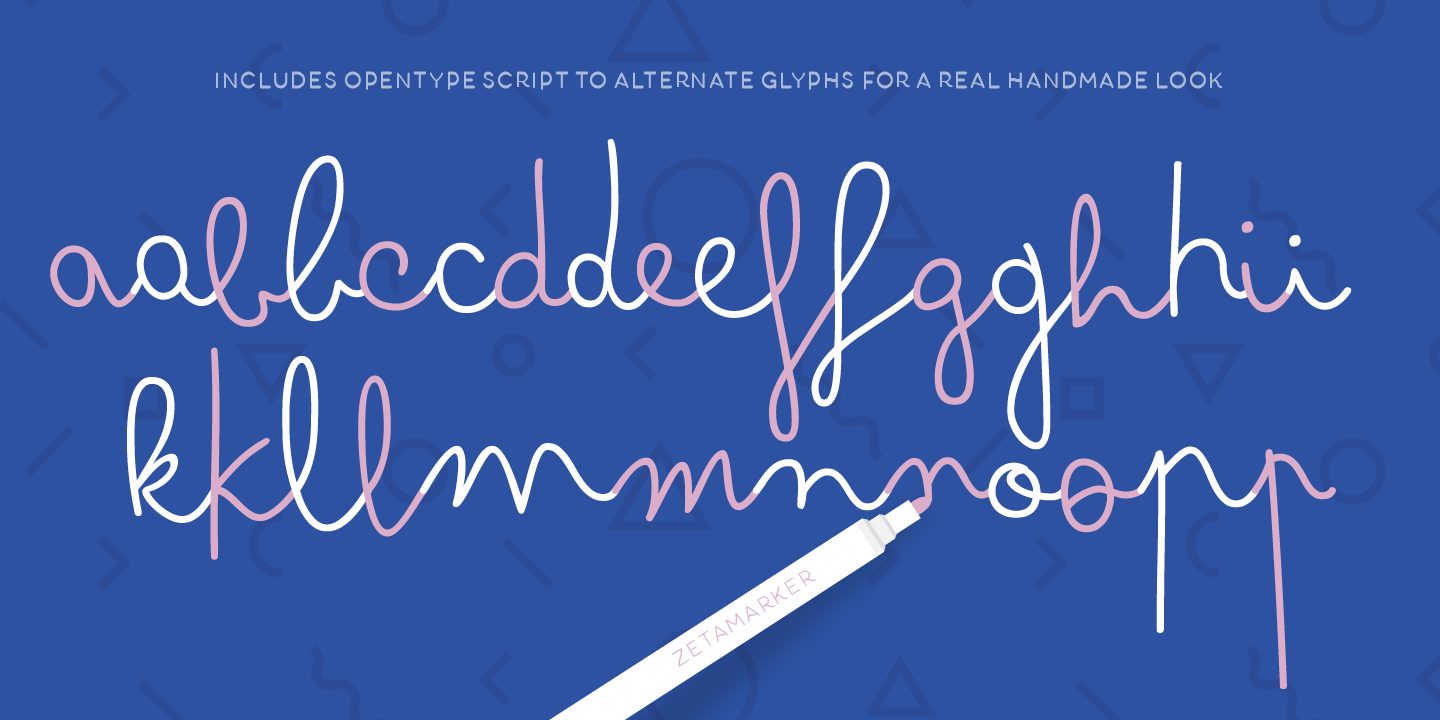 INCLUDES OPENTYPE SCRIPT TO ALTERNATE GLYPHS FOR A REAL HANDMADE LOOK
aabbccddeeffgghhii
kkllmmnnoopp
ZETAMARKER